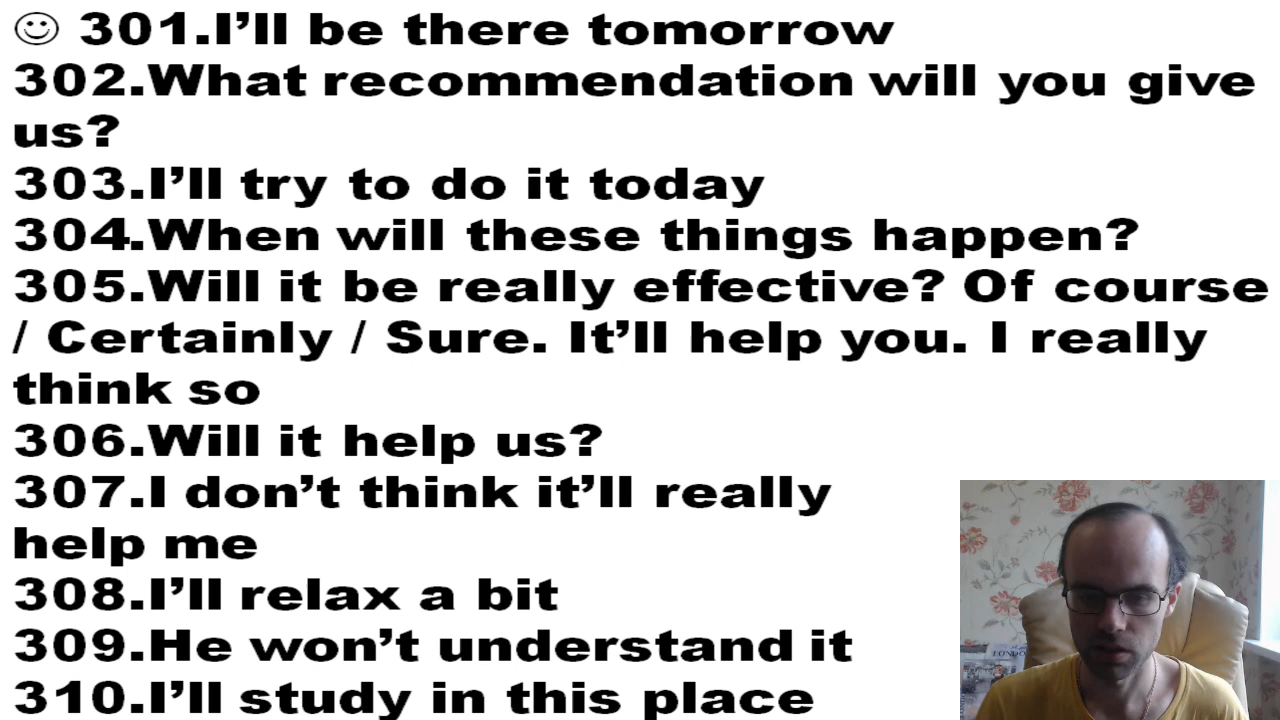 ☺ 301.I’ll be there tomorrow
302.What recommendation will you give
us?
303.I’ll try to do it today
304.When will these things happen?
305.Will it be really effective? Of course
/ Certainly / Sure. It’ll help you. I really
think so
306.Will it help us?
307.I don’t think it’ll really
help me
308.I’ll relax a bit
309.He won’t understand it
310.I’ll study in this place